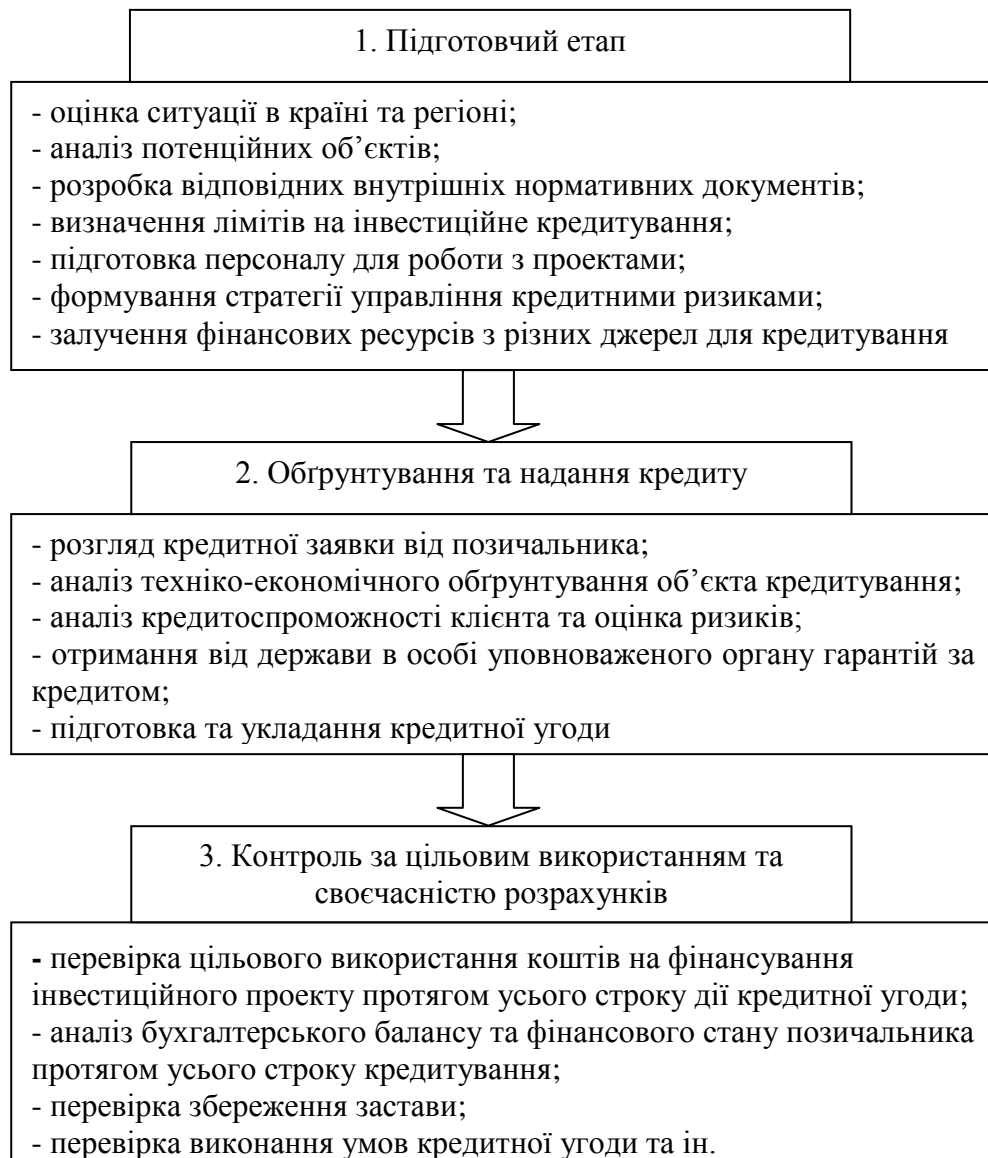 1. Підготовчий етап
- оцінка ситуації в країні та регіоні;
- аналіз потенційних об’єктів;
- розробка відповідних внутрішніх нормативних документів;
- визначення лімітів на інвестиційне кредитування;
- підготовка персоналу для роботи з проектами;
- формування стратегії управління кредитними ризиками;
- залучення фінансових ресурсів з різних джерел для кредитування
2. Обґрунтування та надання кредиту
- розгляд кредитної заявки від позичальника;
- аналіз техніко-економічного обґрунтування об’єкта кредитування;
- аналіз кредитоспроможності клієнта та оцінка ризиків;
- отримання від держави в особі уповноваженого органу гарантій за
кредитом;
- підготовка та укладання кредитної угоди
3. Контроль за цільовим використанням та
своєчасністю розрахунків
- перевірка цільового використання коштів на фінансування
інвестиційного проекту протягом усього строку дії кредитної угоди;
- аналіз бухгалтерського балансу та фінансового стану позичальника
протягом усього строку кредитування;
- перевірка збереження застави;
- перевірка виконання умов кредитної угоди та ін.